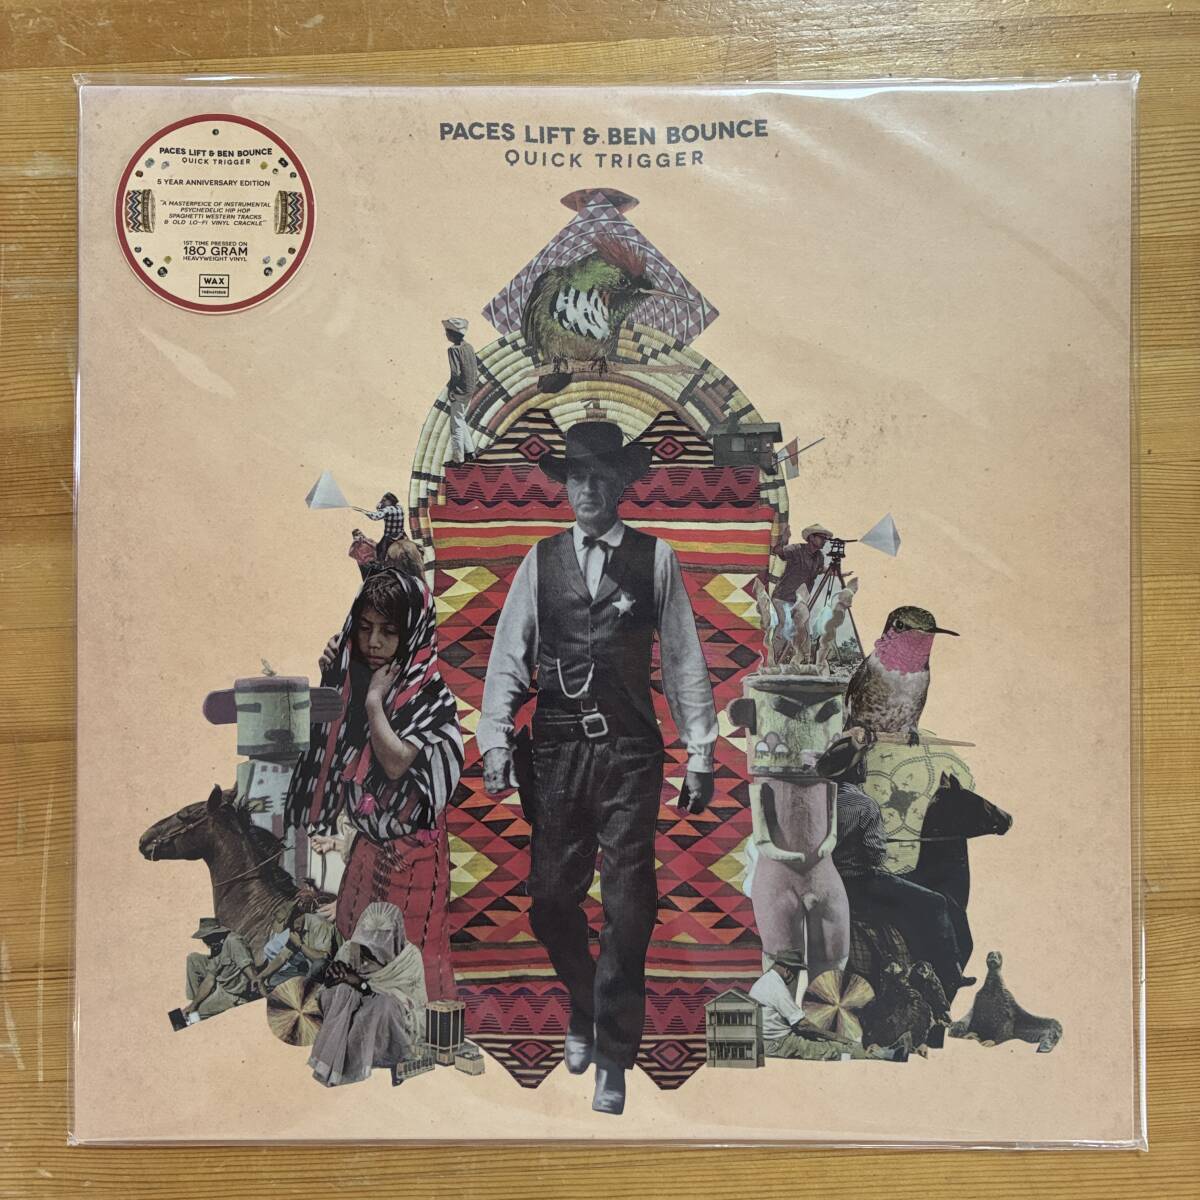 PACES LIFT & BEN BOUNCE
QUICK TRIGGER
PACES LIFT & BEN BOUNCE
QUICK TRIGGER
5 YEAR ANNIVERSARY EDITION
"A MASTERPEICE OF INSTRUMENTAL
PSYCHEDELIC HIP HOP
SPAGHETTI WESTERN TRACKS
& OLD LO-FI VINYL CRACKLE"
1ST TIME PRESSED ON
180 GRAM
HEAVYWEIGHT VINYL
WAX
THEMATIQUE